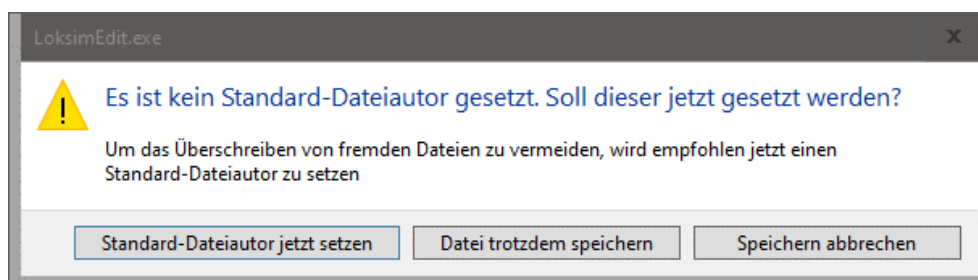 LoksimEdit.exe
Es ist kein Standard-Dateiautor gesetzt. Soll dieser jetzt gesetzt werden?
Um das Überschreiben von fremden Dateien zu vermeiden, wird empfohlen jetzt einen
Standard-Dateiautor zu setzen
Standard-Dateiautor jetzt setzen
Datei trotzdem speichern
Speichern abbrechen